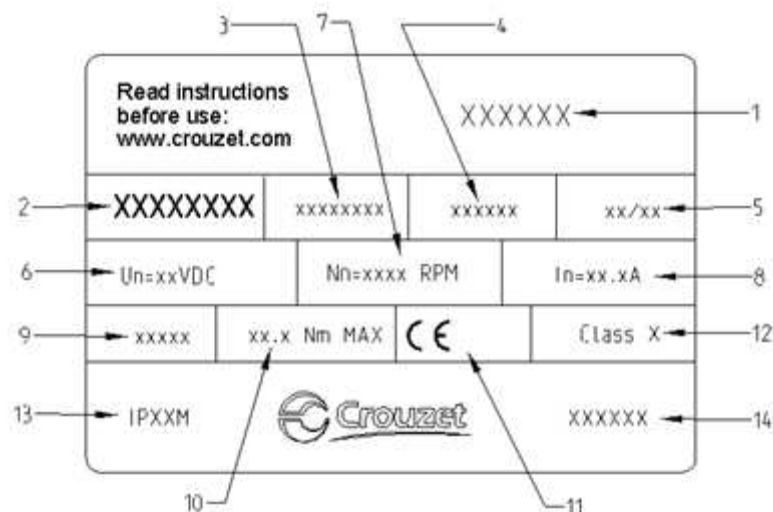 3 7 4
Read instructions
before use:
www.crouzet.com
XXXXXX 1
2 XXXXXXXX xxxxxxxx xxxxxx xx/xx 5
6 Un=xxVDC Nn=xxxx RPM In=xx.xA 8
9 xxxxx xx.x Nm MAX CE Class X 12
13 IPXXM Crouzet XXXXXX 14
10 11